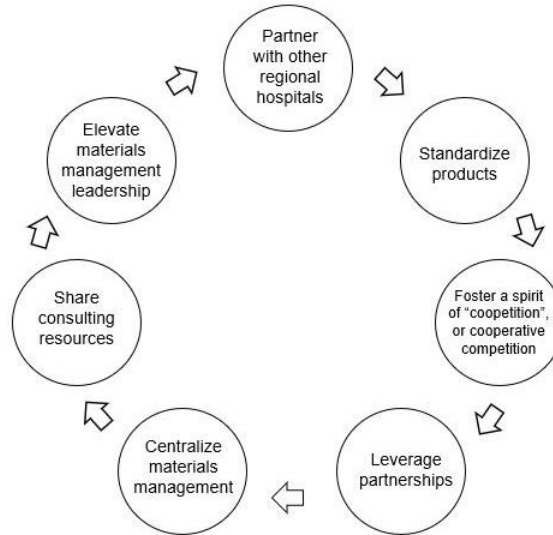 Partner
with other
regional
hospitals
Standardize
products
Foster a spirit
of “coopetition”,
or cooperative
competition
Leverage
partnerships
Centralize
materials
management
Share
consulting
resources
Elevate
materials
management
leadership